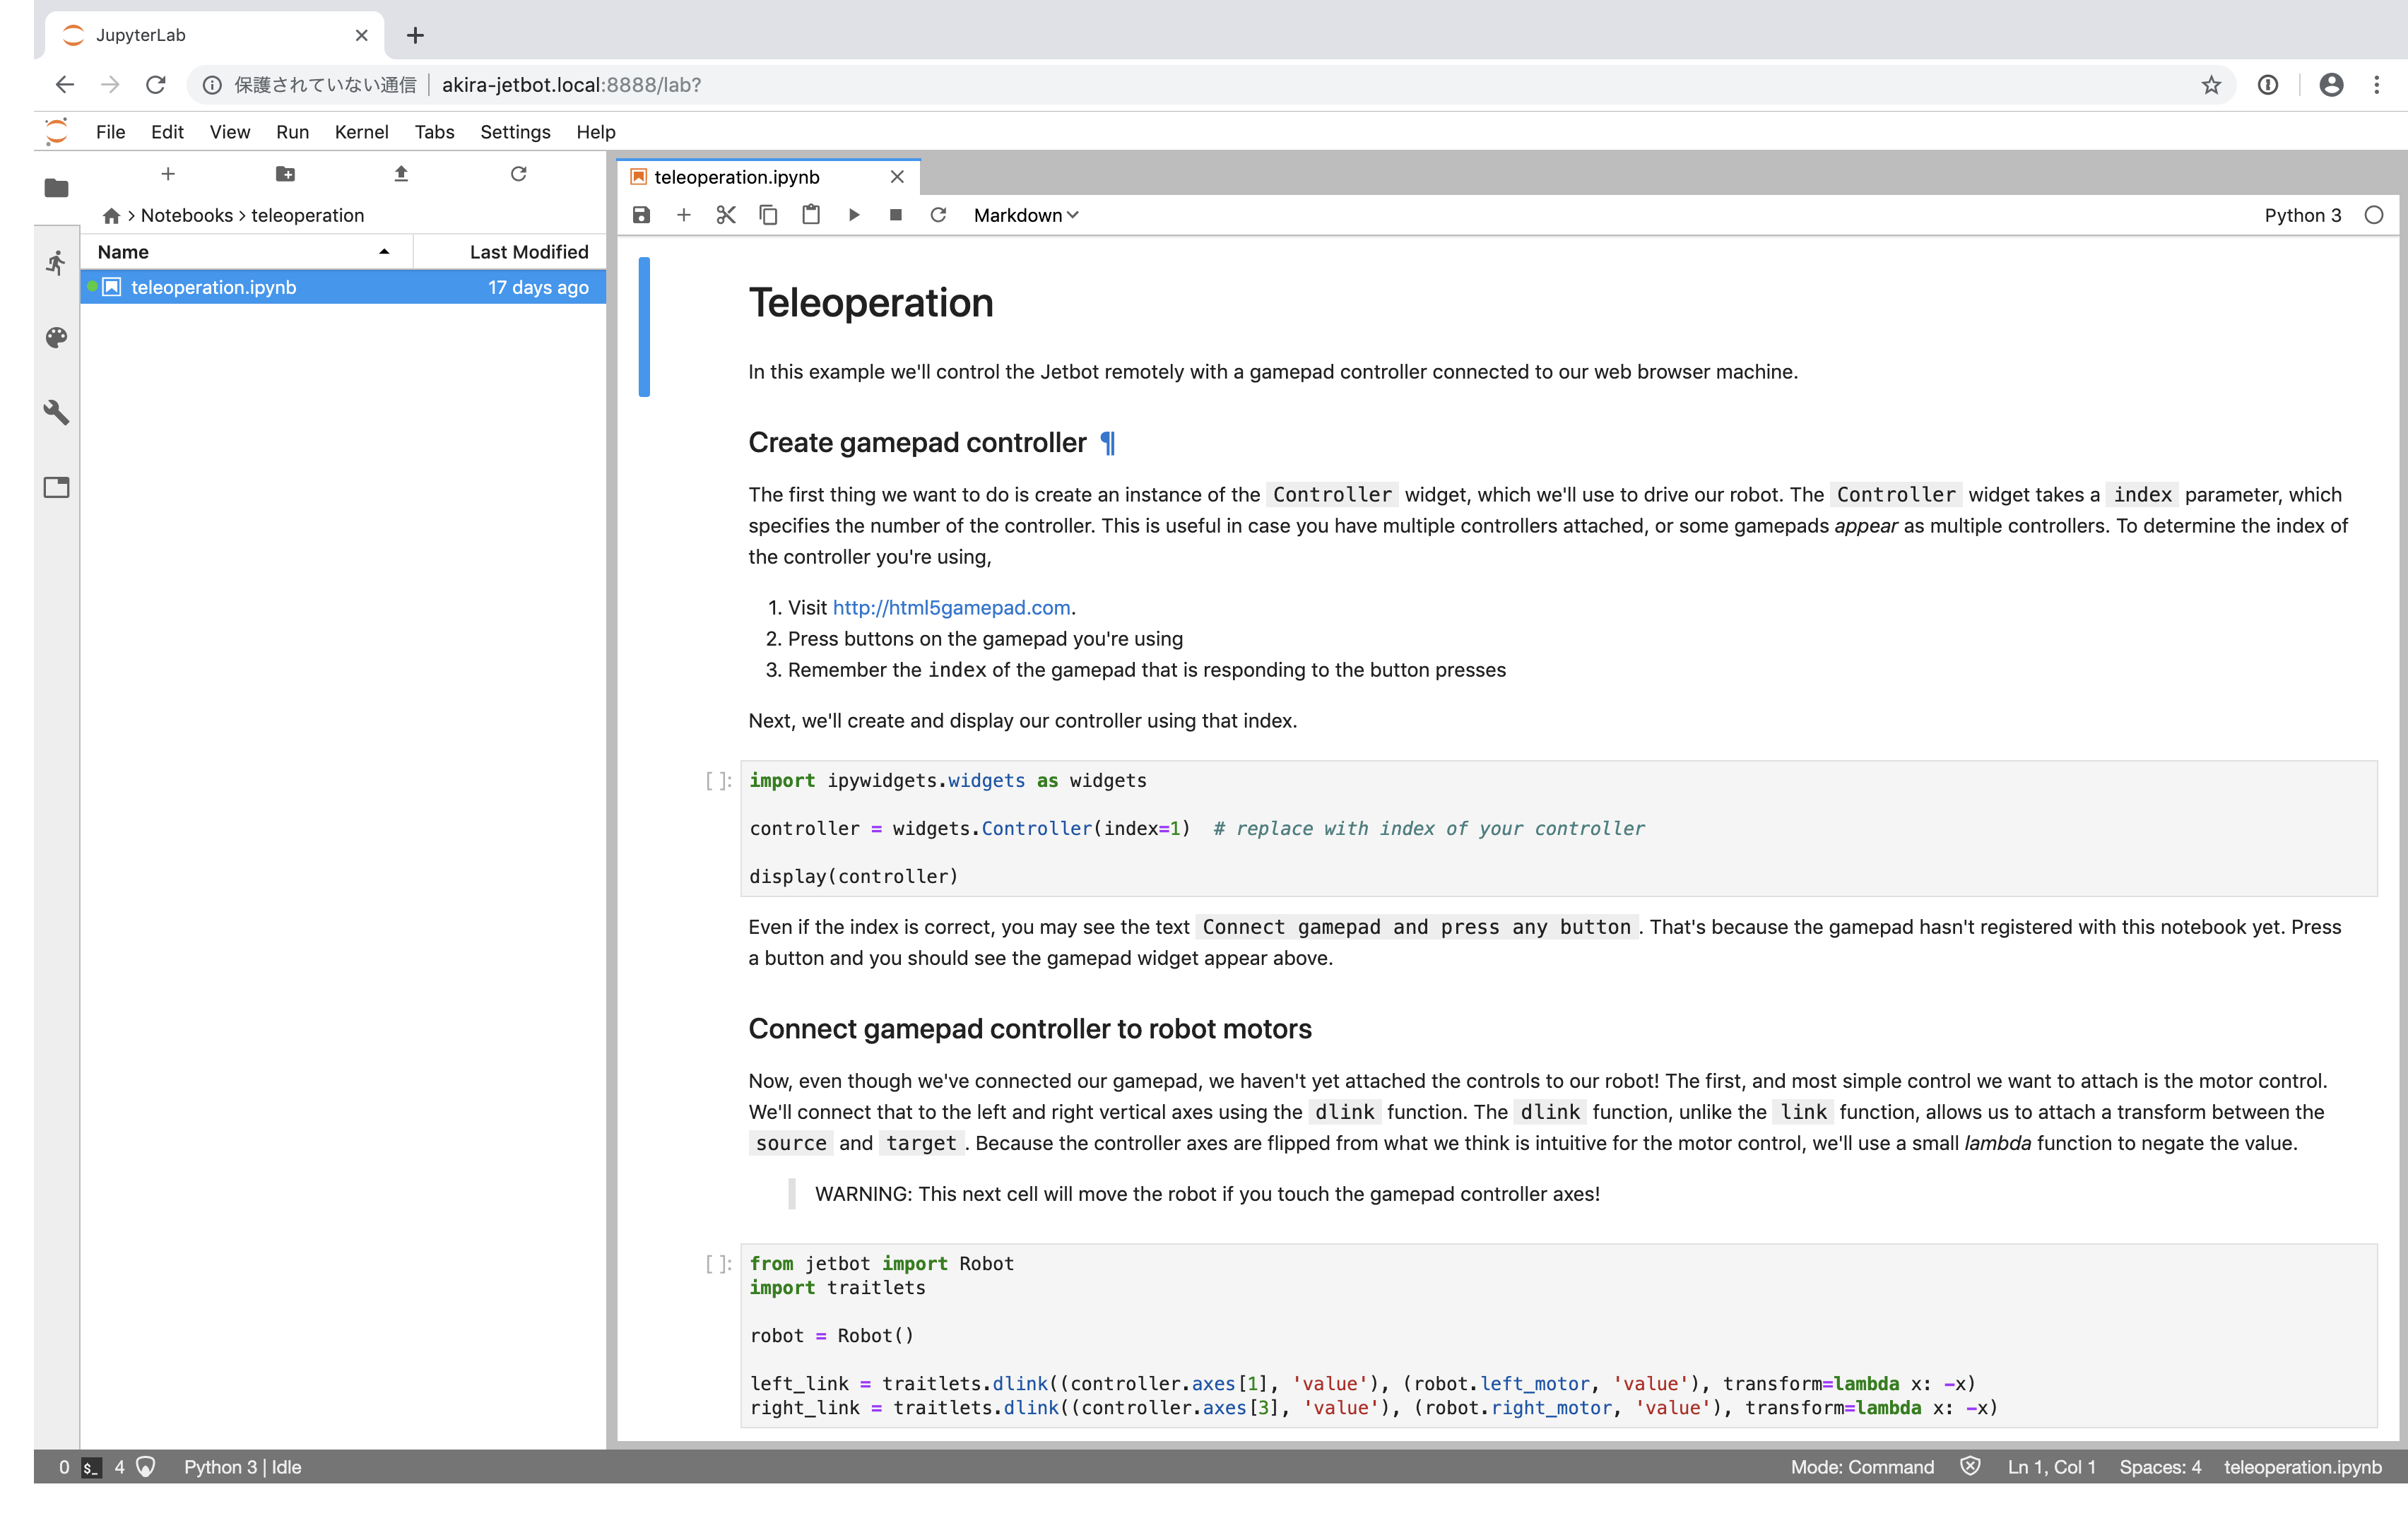 JupyterLab
保護されていない通信 akira-jetbot.local:8888/lab?
File Edit View Run Kernel Tabs Settings Help
teleoperation.ipynb
> Notebooks > teleoperation
Markdown
Python 3
Name Last Modified
teleoperation.ipynb 17 days ago
Teleoperation
In this example we'll control the Jetbot remotely with a gamepad controller connected to our web browser machine.
Create gamepad controller ¶
The first thing we want to do is create an instance of the Controller widget, which we'll use to drive our robot. The Controller widget takes a index parameter, which
specifies the number of the controller. This is useful in case you have multiple controllers attached, or some gamepads appear as multiple controllers. To determine the index of
the controller you're using,
1. Visit http://html5gamepad.com.
2. Press buttons on the gamepad you're using
3. Remember the index of the gamepad that is responding to the button presses
Next, we'll create and display our controller using that index.
[ ]: import ipywidgets.widgets as widgets
controller = widgets.Controller(index=1)  # replace with index of your controller
display(controller)
Even if the index is correct, you may see the text Connect gamepad and press any button . That's because the gamepad hasn't registered with this notebook yet. Press
a button and you should see the gamepad widget appear above.
Connect gamepad controller to robot motors
Now, even though we've connected our gamepad, we haven't yet attached the controls to our robot! The first, and most simple control we want to attach is the motor control.
We'll connect that to the left and right vertical axes using the dlink function. The dlink function, unlike the link function, allows us to attach a transform between the
source and target . Because the controller axes are flipped from what we think is intuitive for the motor control, we'll use a small lambda function to negate the value.
WARNING: This next cell will move the robot if you touch the gamepad controller axes!
[ ]: from jetbot import Robot
import traitlets
robot = Robot()
left_link = traitlets.dlink((controller.axes[1], 'value'), (robot.left_motor, 'value'), transform=lambda x: -x)
right_link = traitlets.dlink((controller.axes[3], 'value'), (robot.right_motor, 'value'), transform=lambda x: -x)
0 $_ 4 Python 3 | Idle
Mode: Command Ln 1, Col 1 Spaces: 4 teleoperation.ipynb